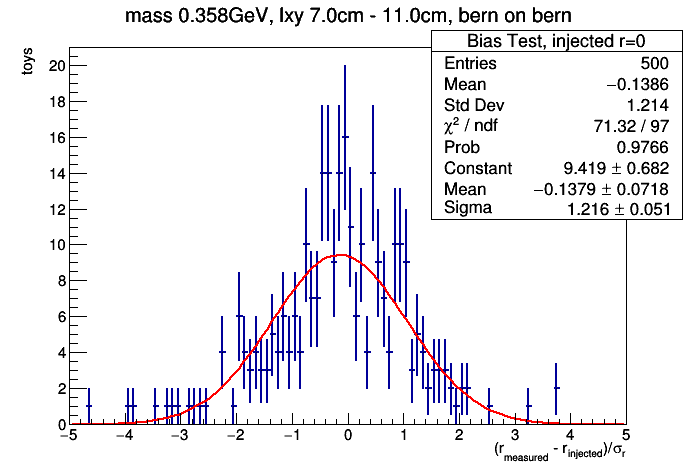 mass 0.358GeV, lxy 7.0cm - 11.0cm, bern on bern
Bias Test, injected r=0
Entries 500
Mean −0.1386
Std Dev 1.214
χ² / ndf 71.32 / 97
Prob 0.9766
Constant 9.419 ± 0.682
Mean −0.1379 ± 0.0718
Sigma 1.216 ± 0.051
toys
20
18
16
14
12
10
8
6
4
2
0
−5 −4 −3 −2 −1 0 1 2 3 4 5
(r_measured - r_injected)/σ_r